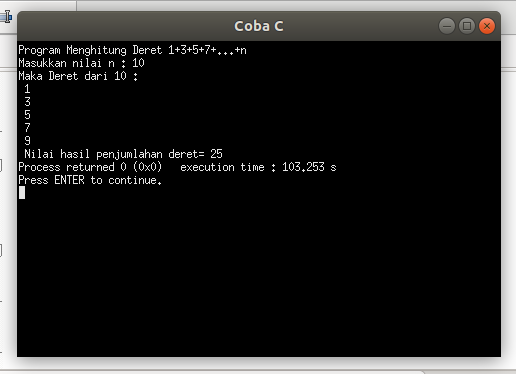 Coba C
Program Menghitung Deret 1+3+5+7+...+n
Masukkan nilai n : 10
Maka Deret dari 10 :
1
3
5
7
9
Nilai hasil penjumlahan deret= 25
Process returned 0 (0x0)   execution time : 103.253 s
Press ENTER to continue.